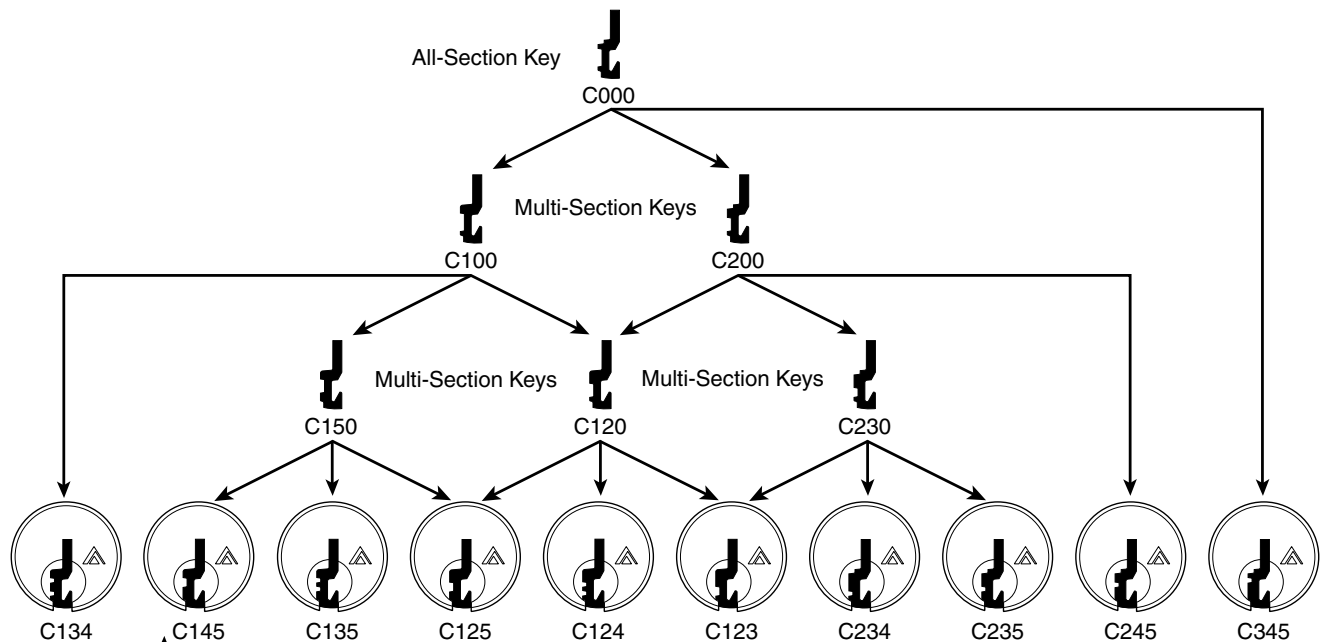 All-Section Key
C000
Multi-Section Keys
C100 C200
Multi-Section Keys Multi-Section Keys
C150 C120 C230
C134 C145 C135 C125 C124 C123 C234 C235 C245 C345